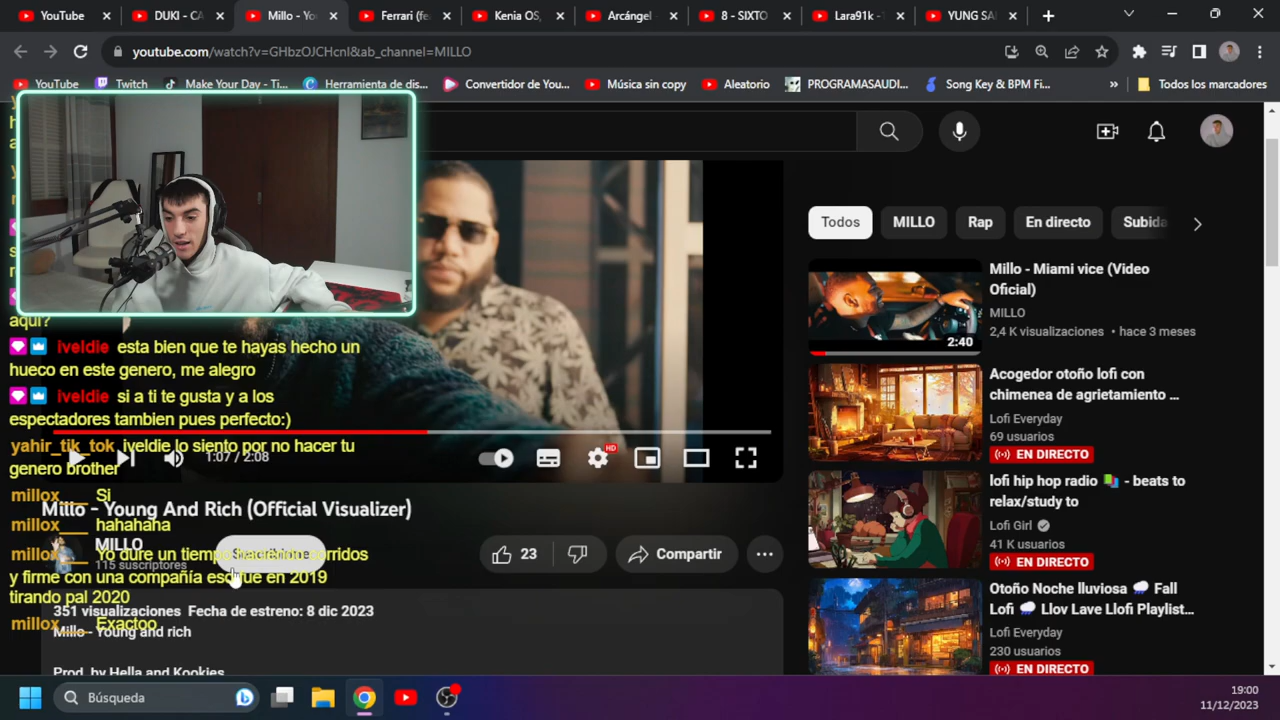 YouTube
DUKI - CA
Millo - Yo
Ferrari (fe
Kenia OS,
Arcángel -
8 - SIXTO
Lara91k -
YUNG SA
youtube.com/watch?v=GHbzOJCHcnI&ab_channel=MILLO
YouTube
Twitch
Make Your Day - Ti...
Herramienta de dis...
Convertidor de You...
Música sin copy
Aleatorio
PROGRAMASAUDI...
Song Key & BPM Fi...
»
Todos los marcadores
aqui?
iveldie esta bien que te hayas hecho un
hueco en este genero, me alegro
iveldie si a ti te gusta y a los
espectadores tambien pues perfecto:)
yahir_tik_tok iveldie lo siento por no hacer tu
genero brother
millox___ Si
millox___ hahahaha
millox___ Yo dure un tiempo haciendo corridos
y firme con una compañía esque en 2019
tirando pal 2020
millox___ Exactoo
1:07 / 2:08
HD
Millo - Young And Rich (Official Visualizer)
MILLO
115 suscriptores
23
Compartir
351 visualizaciones Fecha de estreno: 8 dic 2023
Millo - Young and rich
Prod. by Hella and Kookies
Todos
MILLO
Rap
En directo
Subida
Millo - Miami vice (Video
Oficial)
MILLO
2,4 K visualizaciones • hace 3 meses
2:40
Acogedor otoño lofi con
chimenea de agrietamiento ...
Lofi Everyday
69 usuarios
EN DIRECTO
lofi hip hop radio 📚 - beats to
relax/study to
Lofi Girl
41 K usuarios
EN DIRECTO
Otoño Noche lluviosa 🌧️ Fall
Lofi 🌧️ Llov Lave Llofi Playlist...
Lofi Everyday
230 usuarios
EN DIRECTO
Búsqueda
19:00
11/12/2023